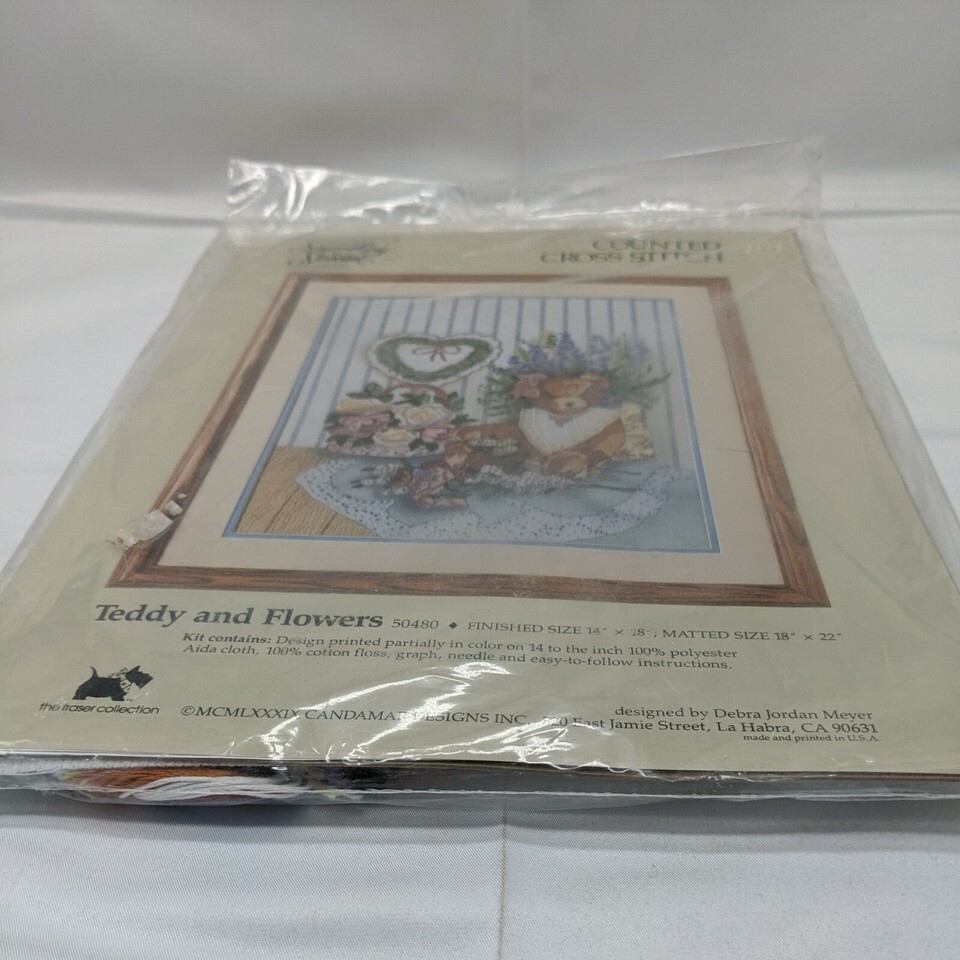 COUNTED
CROSS STITCH
Teddy and Flowers 50480 ◆ FINISHED SIZE 14" × 18"; MATTED SIZE 18" × 22"
Kit contains: Design printed partially in color on 14 to the inch 100% polyester
Aida cloth, 100% cotton floss, graph, needle and easy-to-follow instructions.
the fraser collection
designed by Debra Jordan Meyer
©MCMLXXXIX CANDAMAR DESIGNS INC. East Jamie Street, La Habra, CA 90631
made and printed in U.S.A.